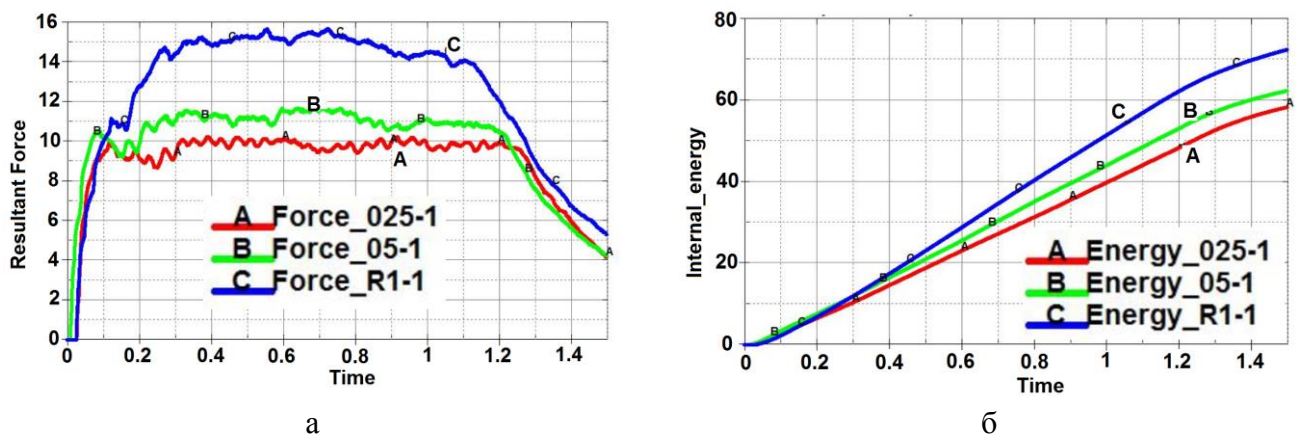 16
14
12
10
8
6
4
2
0
Resultant Force
0 0.2 0.4 0.6 0.8 1 1.2 1.4
Time
A Force_025-1
B Force_05-1
C Force_R1-1
A
B
C
а
80
60
40
20
0
Internal_energy
0 0.2 0.4 0.6 0.8 1 1.2 1.4
Time
A Energy_025-1
B Energy_05-1
C Energy_R1-1
C
B
A
б